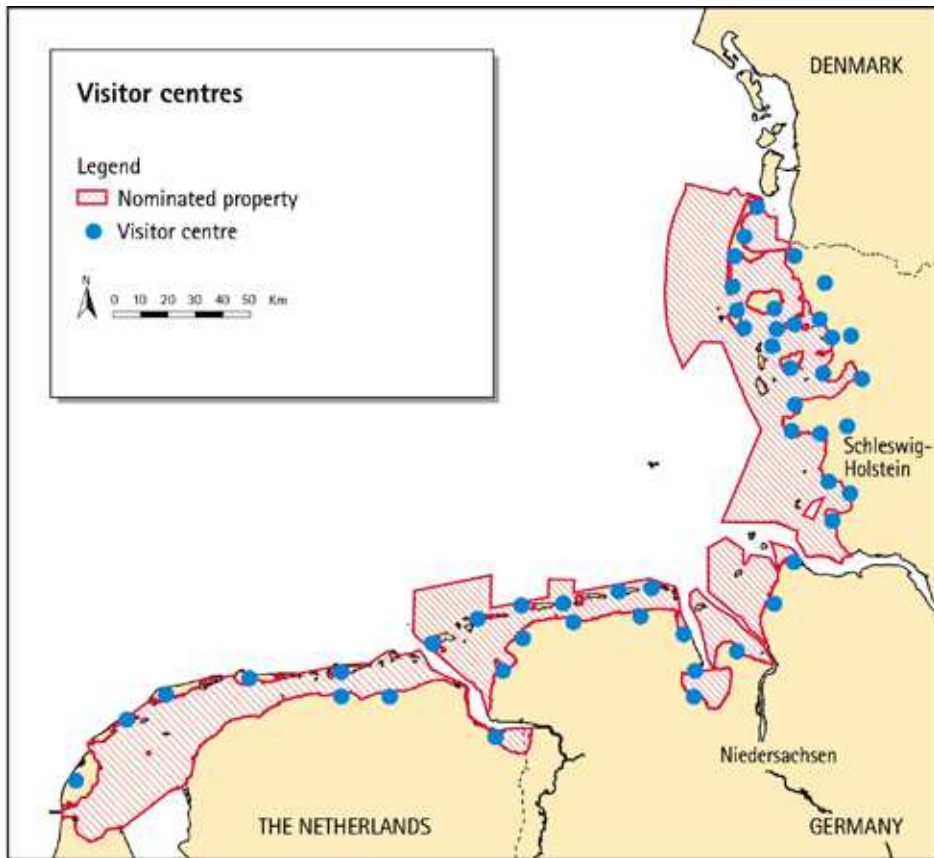 Visitor centres
Legend
Nominated property
Visitor centre
N
0 10 20 30 40 50 Km
DENMARK
Schleswig-
Holstein
Niedersachsen
THE NETHERLANDS
GERMANY